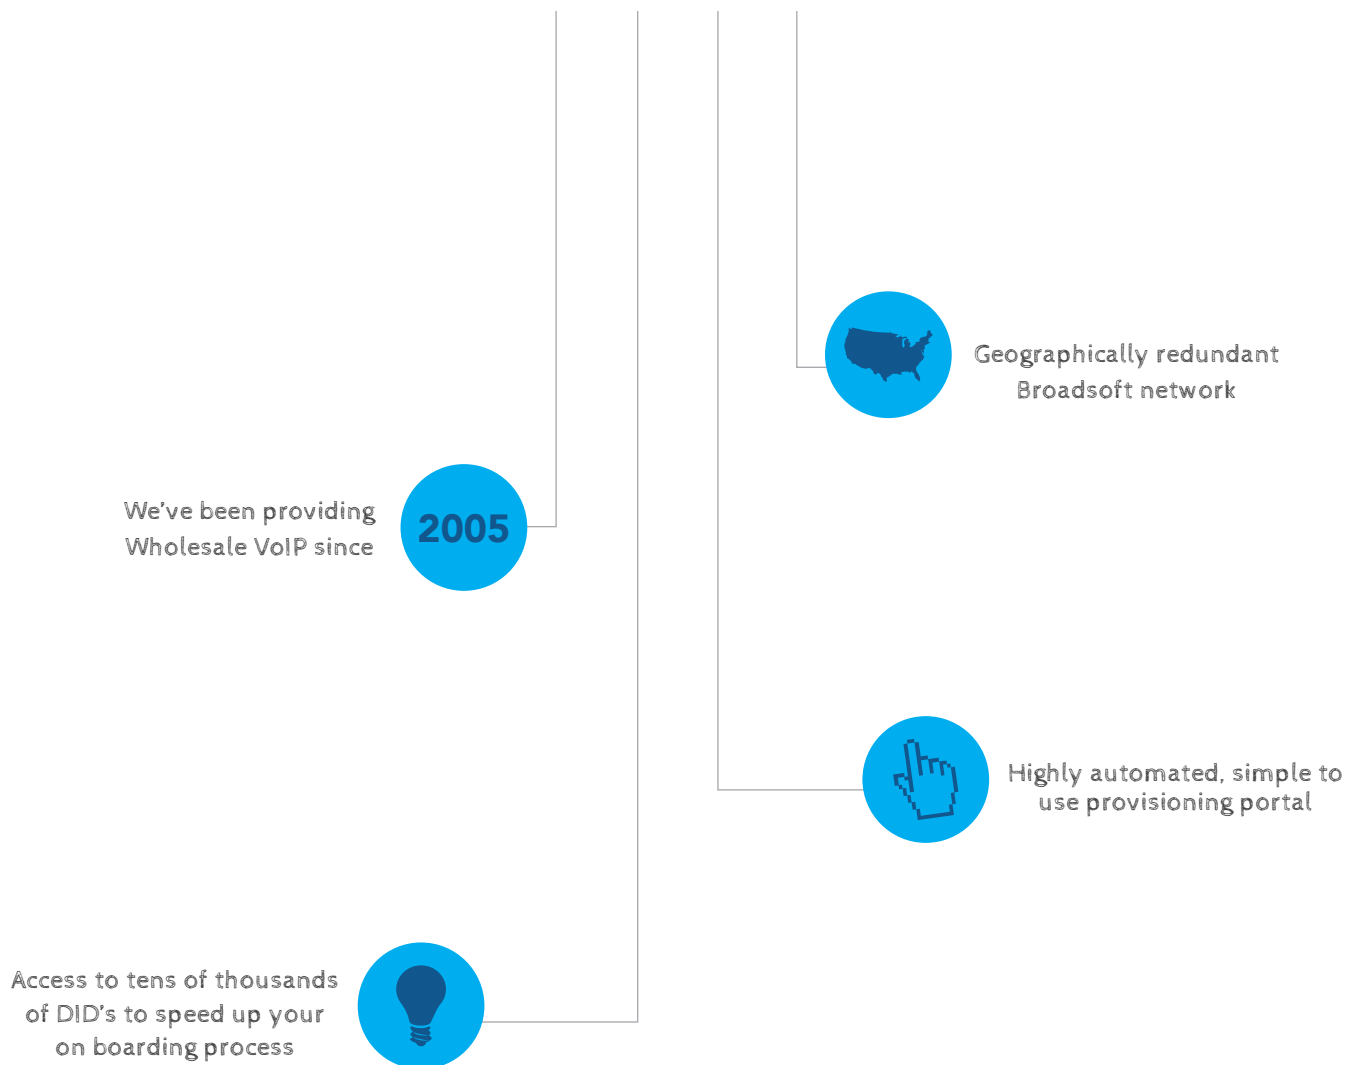 Geographically redundant
Broadsoft network
We've been providing
Wholesale VoIP since
2005
Highly automated, simple to
use provisioning portal
Access to tens of thousands
of DID's to speed up your
on boarding process